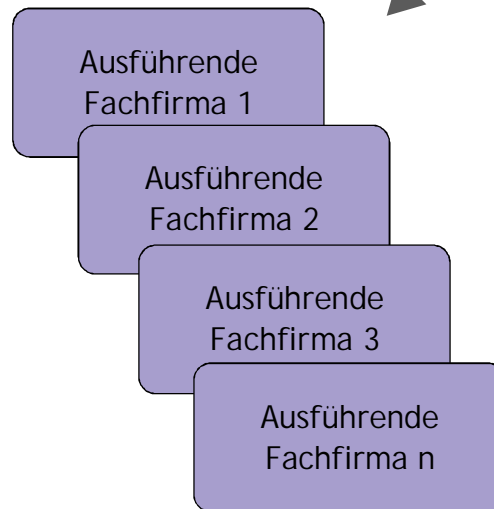 Ausführende
Fachfirma 1
Ausführende
Fachfirma 2
Ausführende
Fachfirma 3
Ausführende
Fachfirma n